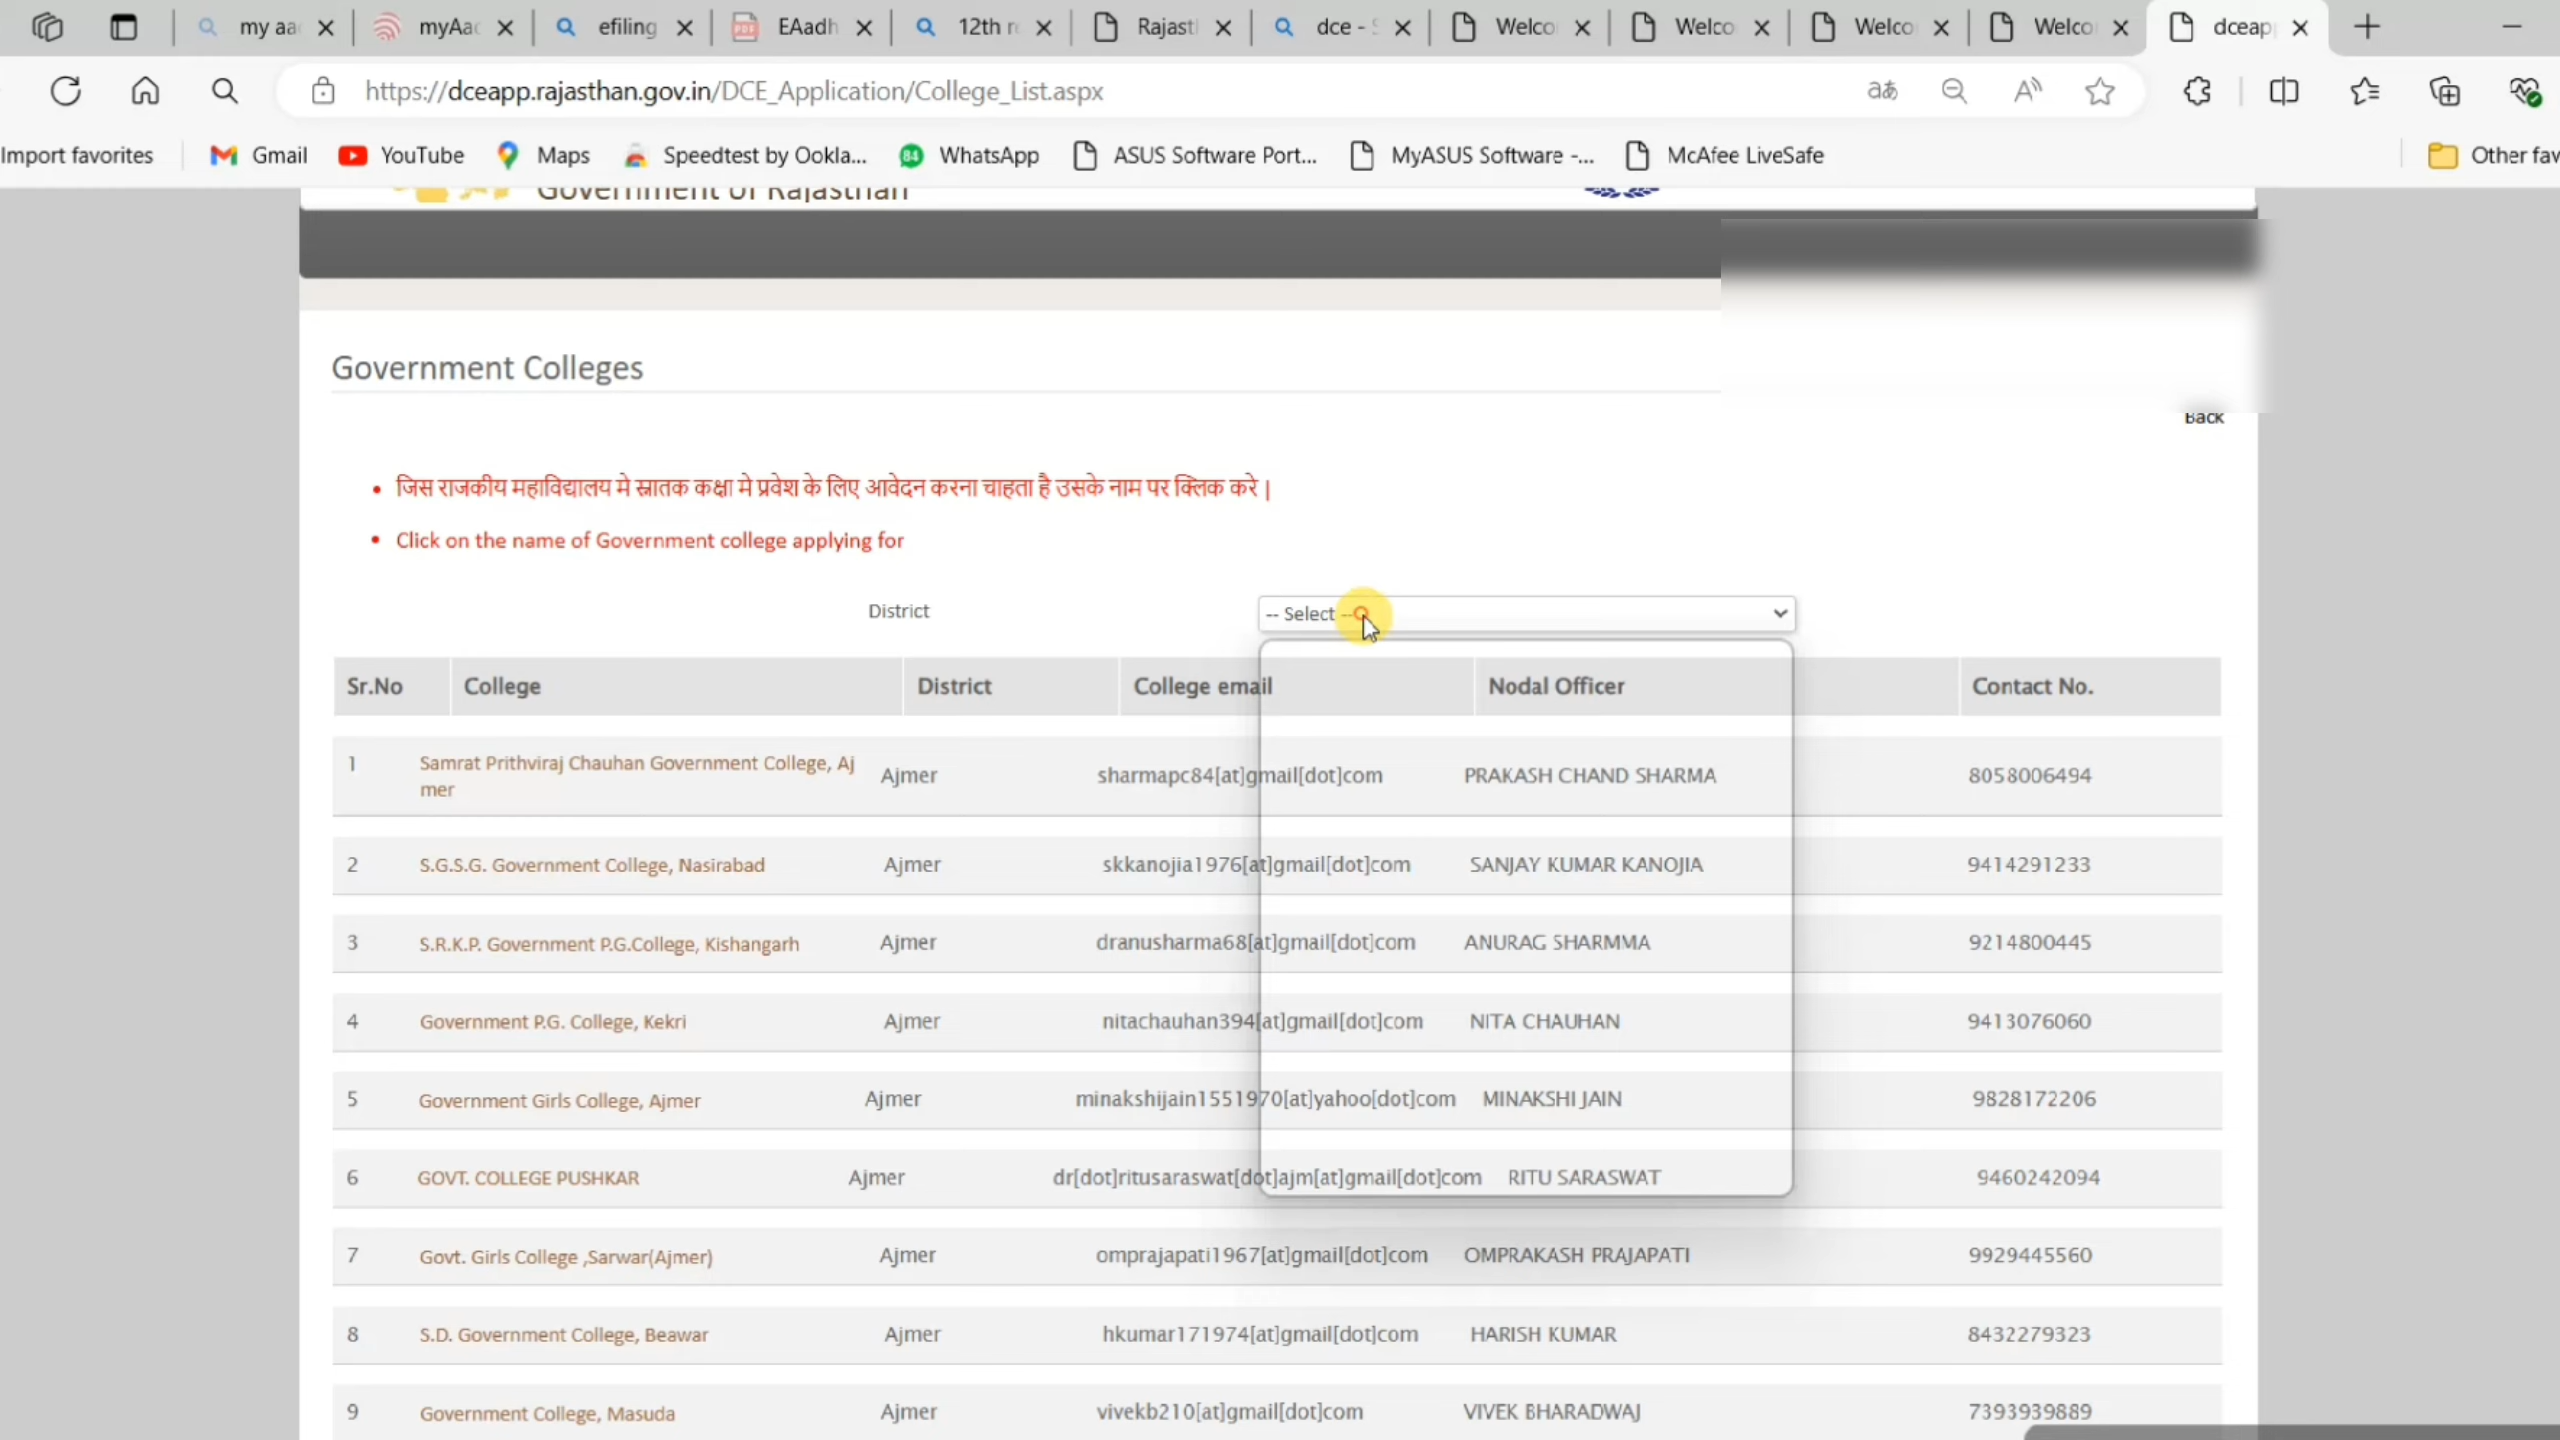 my aa
myAad
efiling
EAadh
12th r
Rajast
dce - S
Welco
Welco
Welco
Welco
dceap
https://dceapp.rajasthan.gov.in/DCE_Application/College_List.aspx
Import favorites
Gmail
YouTube
Maps
Speedtest by Ookla...
84
WhatsApp
ASUS Software Port...
MyASUS Software -...
McAfee LiveSafe
Other fav
Government of Rajasthan
Government Colleges
Back
• जिस राजकीय महाविद्यालय मे स्नातक कक्षा मे प्रवेश के लिए आवेदन करना चाहता है उसके नाम पर क्लिक करे |
• Click on the name of Government college applying for
District -- Select --
Sr.No College District College email Nodal Officer Contact No.
1 Samrat Prithviraj Chauhan Government College, Aj
mer Ajmer sharmapc84[at]gmail[dot]com PRAKASH CHAND SHARMA 8058006494
2 S.G.S.G. Government College, Nasirabad Ajmer skkanojia1976[at]gmail[dot]com SANJAY KUMAR KANOJIA 9414291233
3 S.R.K.P. Government P.G.College, Kishangarh Ajmer dranusharma68[at]gmail[dot]com ANURAG SHARMMA 9214800445
4 Government P.G. College, Kekri Ajmer nitachauhan394[at]gmail[dot]com NITA CHAUHAN 9413076060
5 Government Girls College, Ajmer Ajmer minakshijain1551970[at]yahoo[dot]com MINAKSHI JAIN 9828172206
6 GOVT. COLLEGE PUSHKAR Ajmer dr[dot]ritusaraswat[dot]ajm[at]gmail[dot]com RITU SARASWAT 9460242094
7 Govt. Girls College ,Sarwar(Ajmer) Ajmer omprajapati1967[at]gmail[dot]com OMPRAKASH PRAJAPATI 9929445560
8 S.D. Government College, Beawar Ajmer hkumar171974[at]gmail[dot]com HARISH KUMAR 8432279323
9 Government College, Masuda Ajmer vivekb210[at]gmail[dot]com VIVEK BHARADWAJ 7393939889